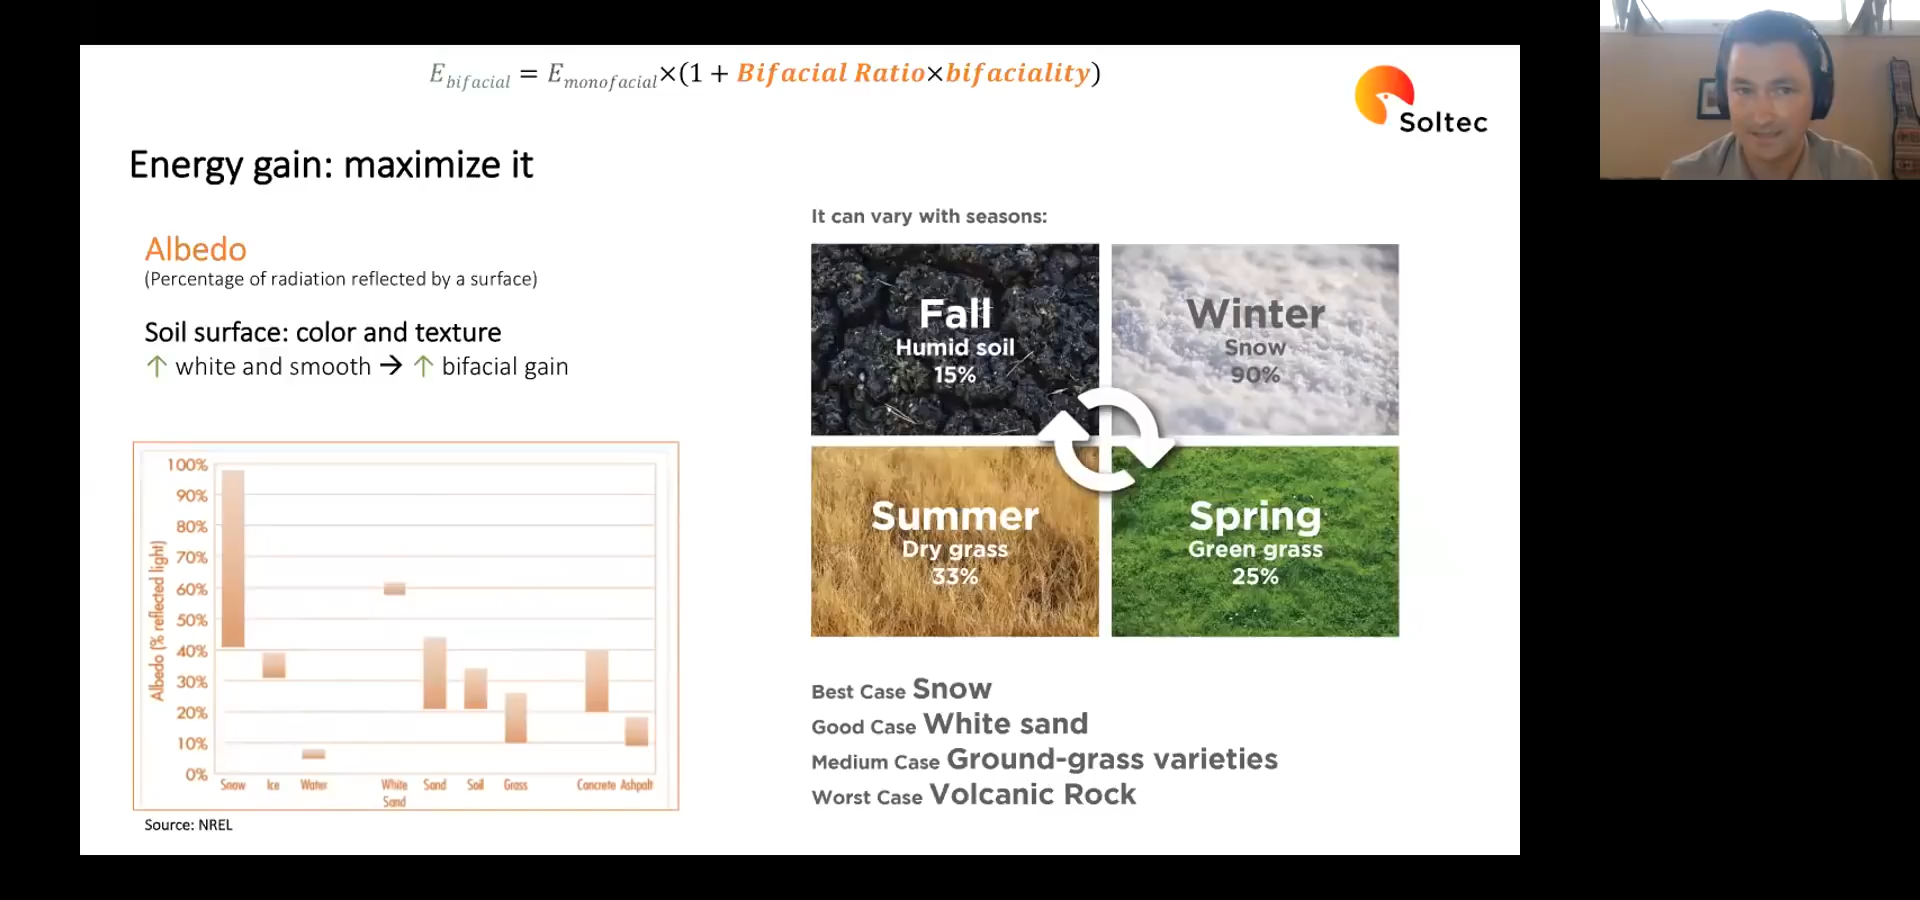 E_bifacial = E_monofacial×(1 + Bifacial Ratio×bifaciality)
Soltec
Energy gain: maximize it
Albedo
(Percentage of radiation reflected by a surface)
Soil surface: color and texture
↑ white and smooth → ↑ bifacial gain
Albedo (% reflected light)
100%
90%
80%
70%
60%
50%
40%
30%
20%
10%
0%
Snow
Ice
Water
White
Sand
Sand
Soil
Grass
Concrete
Ashpalt
Source: NREL
It can vary with seasons:
Fall
Humid soil
15%
Winter
Snow
90%
Summer
Dry grass
33%
Spring
Green grass
25%
Best Case Snow
Good Case White sand
Medium Case Ground-grass varieties
Worst Case Volcanic Rock